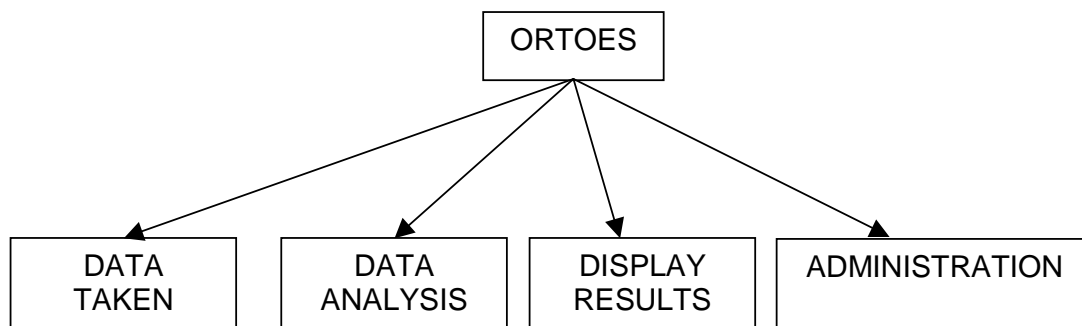 ORTOES
DATA
TAKEN
DATA
ANALYSIS
DISPLAY
RESULTS
ADMINISTRATION